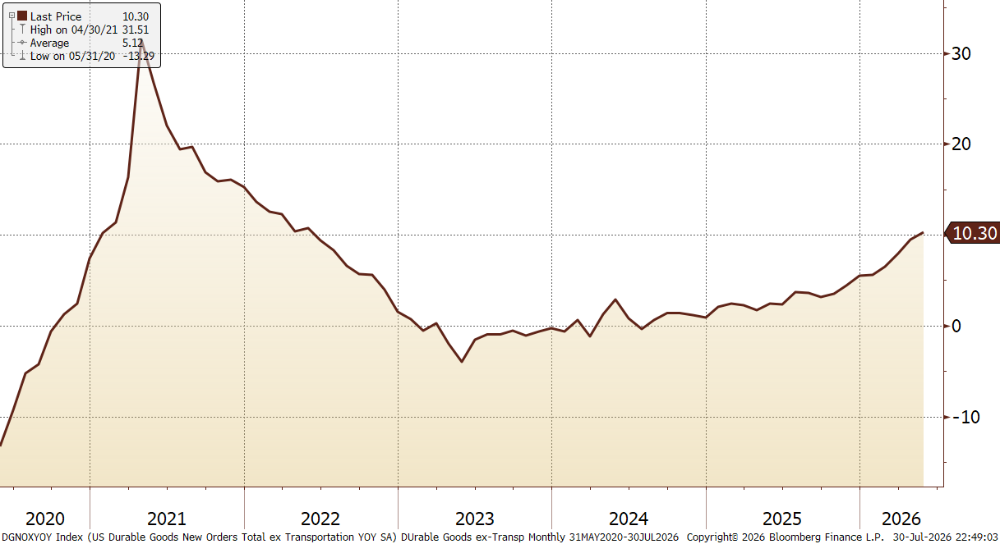 Last Price 10.30
High on 04/30/21 31.51
Average 5.12
Low on 05/31/20 -13.29
30
20
10.30
0
-10
2020 2021 2022 2023 2024 2025 2026
DGNOXYOY Index (US Durable Goods New Orders Total ex Transportation YOY SA) DUrable Goods ex-Transp Monthly 31MAY2020-30JUL2026 Copyright© 2026 Bloomberg Finance L.P. 30-Jul-2026 22:49:03